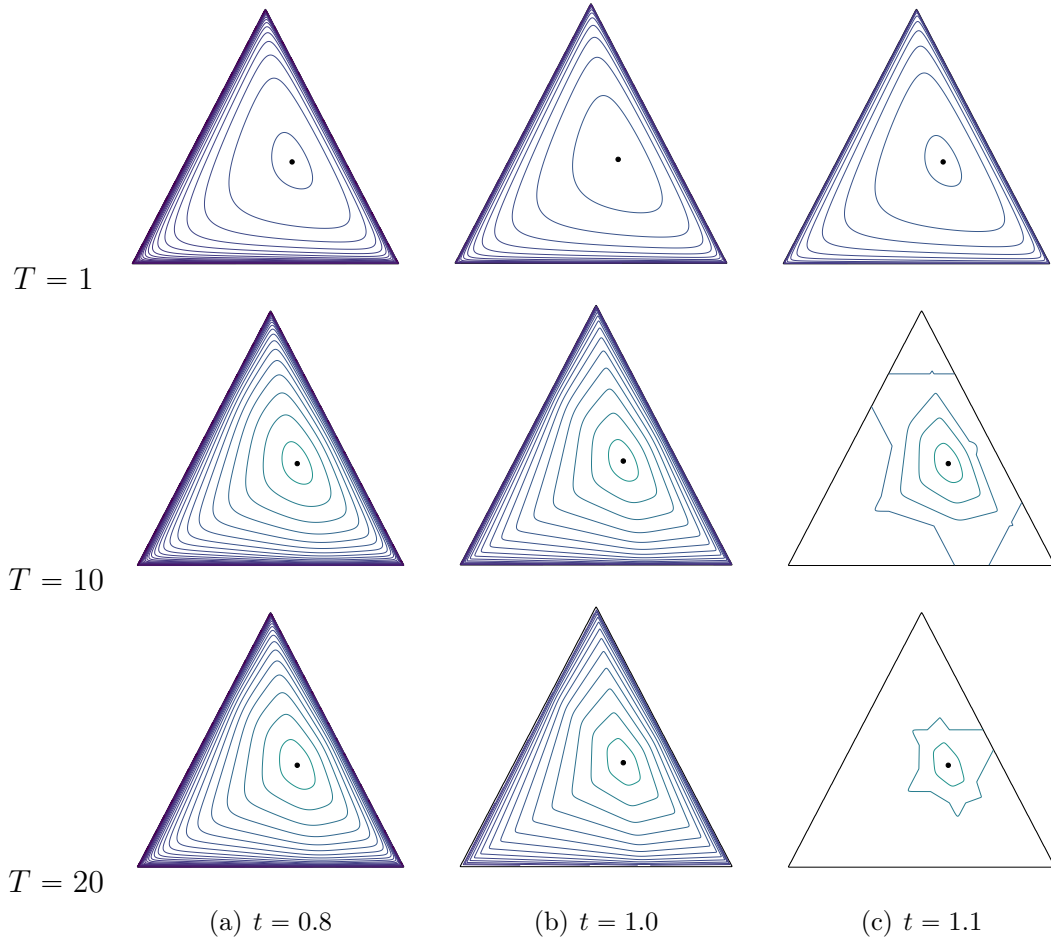 T = 1
T = 10
T = 20
(a) t = 0.8
(b) t = 1.0
(c) t = 1.1